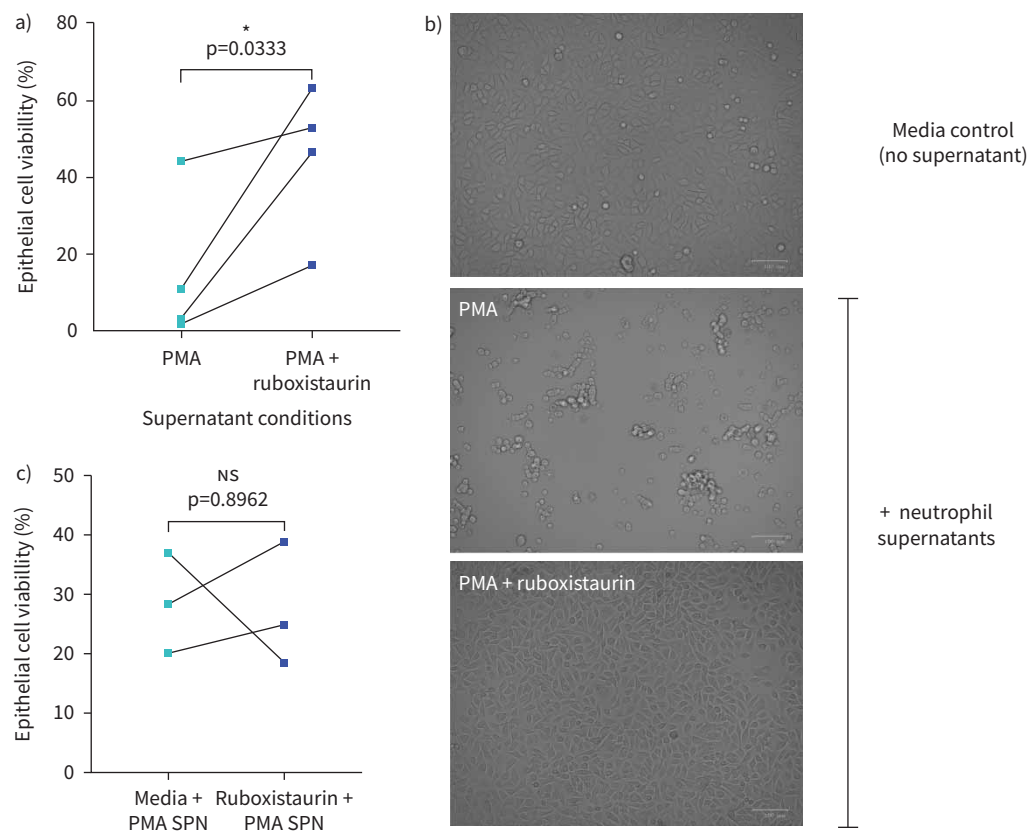 a)
80
60
40
20
0
Epithelial cell viabillity (%)
*
p=0.0333
PMA
PMA +
ruboxistaurin
Supernatant conditions
b)
Media control
(no supernatant)
PMA
PMA + ruboxistaurin
+ neutrophil
supernatants
c)
50
40
30
20
10
0
Epithelial cell viabillity (%)
NS
p=0.8962
Media +
PMA SPN
Ruboxistaurin +
PMA SPN